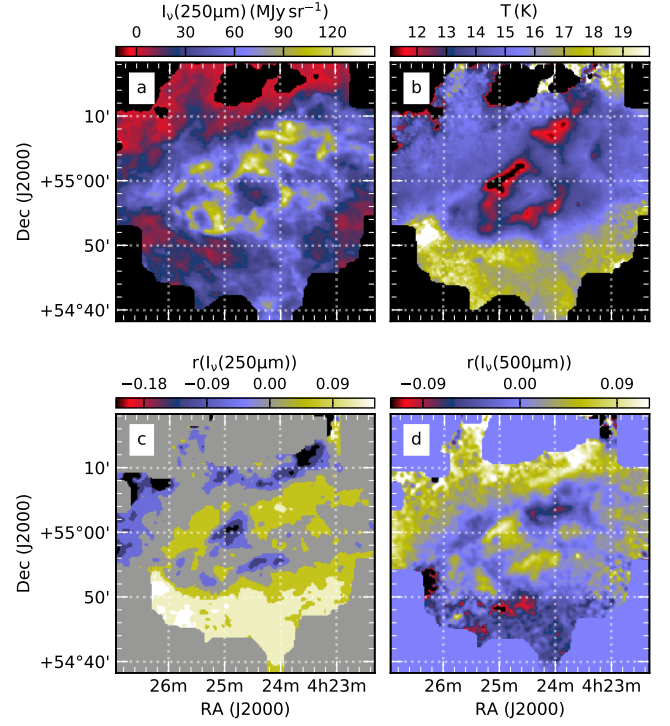 I_ν(250μm) (MJy sr⁻¹)
0 30 60 90 120
T (K)
12 13 14 15 16 17 18 19
a
b
10'
+55°00'
50'
+54°40'
Dec (J2000)
r(I_ν(250μm))
−0.18 −0.09 0.00 0.09
r(I_ν(500μm))
−0.09 0.00 0.09
c
d
10'
+55°00'
50'
+54°40'
Dec (J2000)
26m 25m 24m 4h23m
26m 25m 24m 4h23m
RA (J2000)
RA (J2000)